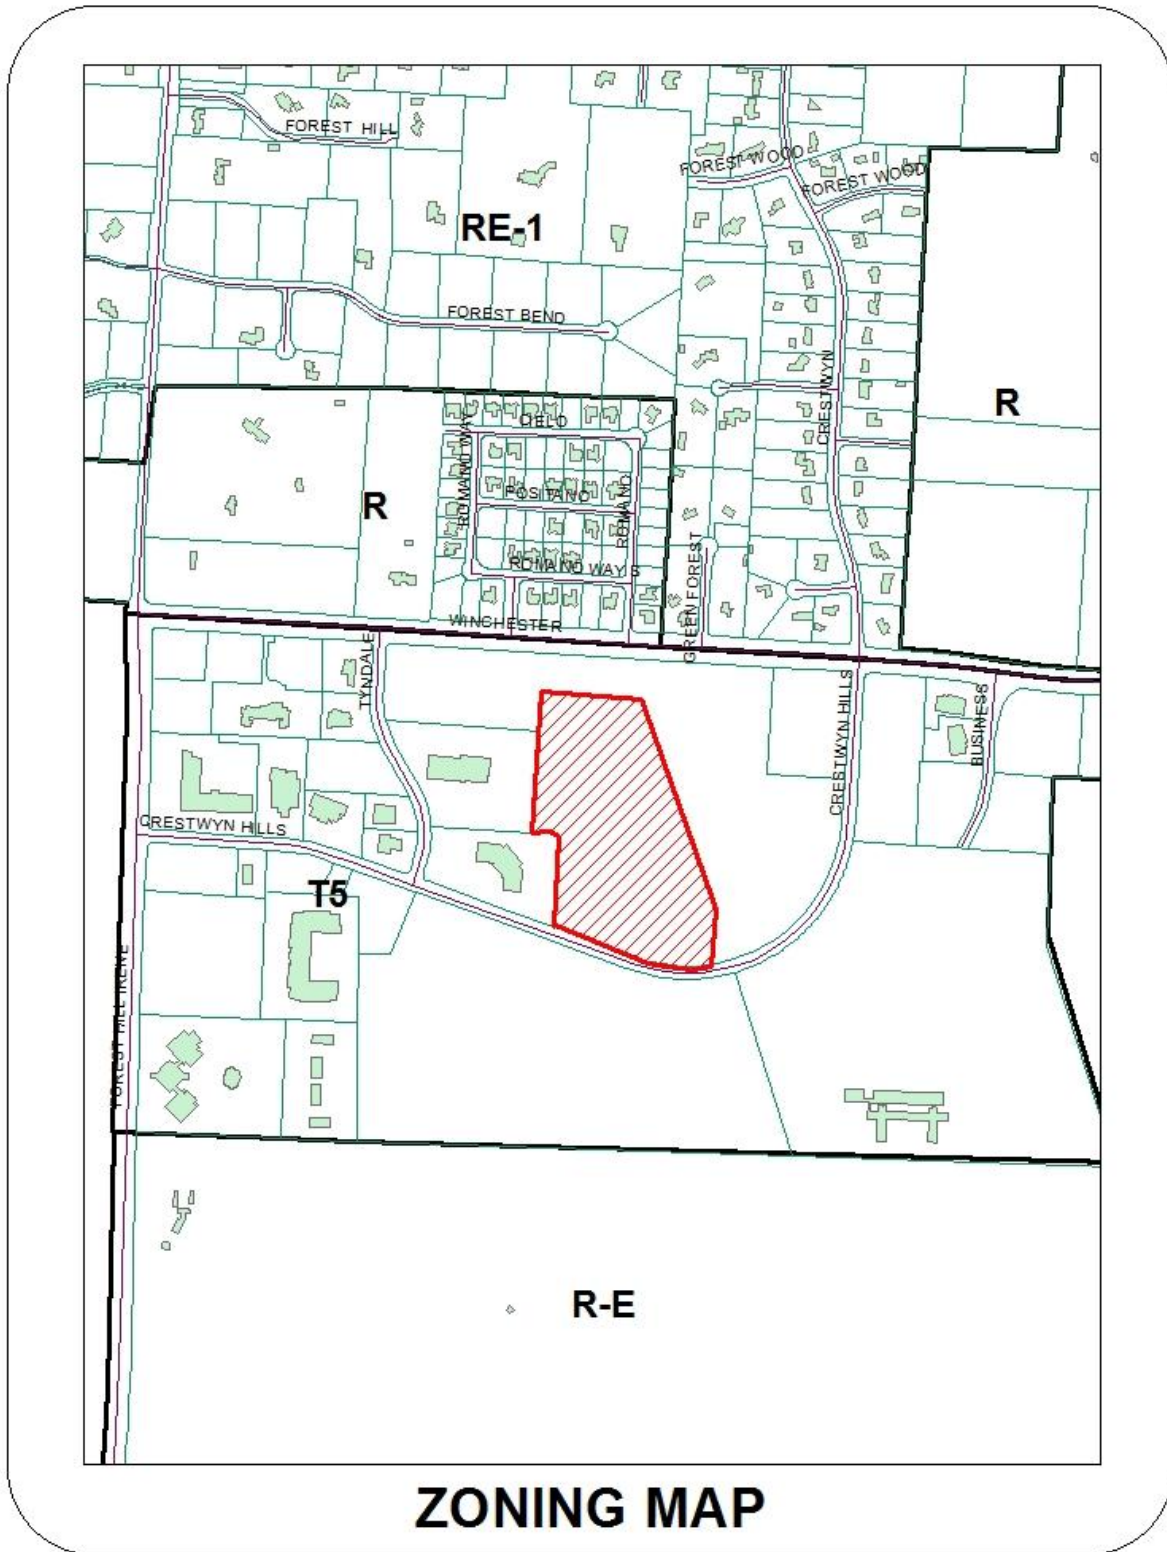 FOREST HILL
FOREST WOOD
FOREST WOOD
RE-1
FOREST BEND
CRESTWYN
R
CIELO
ROMANO WAY
POSITANO
ROMANO
R
ROMANO WAY S
WINCHESTER
GREEN FOREST
TYNDALE
CRESTWYN HILLS
BUSINESS
CRESTWYN HILLS
T5
FOREST HILL IRENE
R-E
ZONING MAP